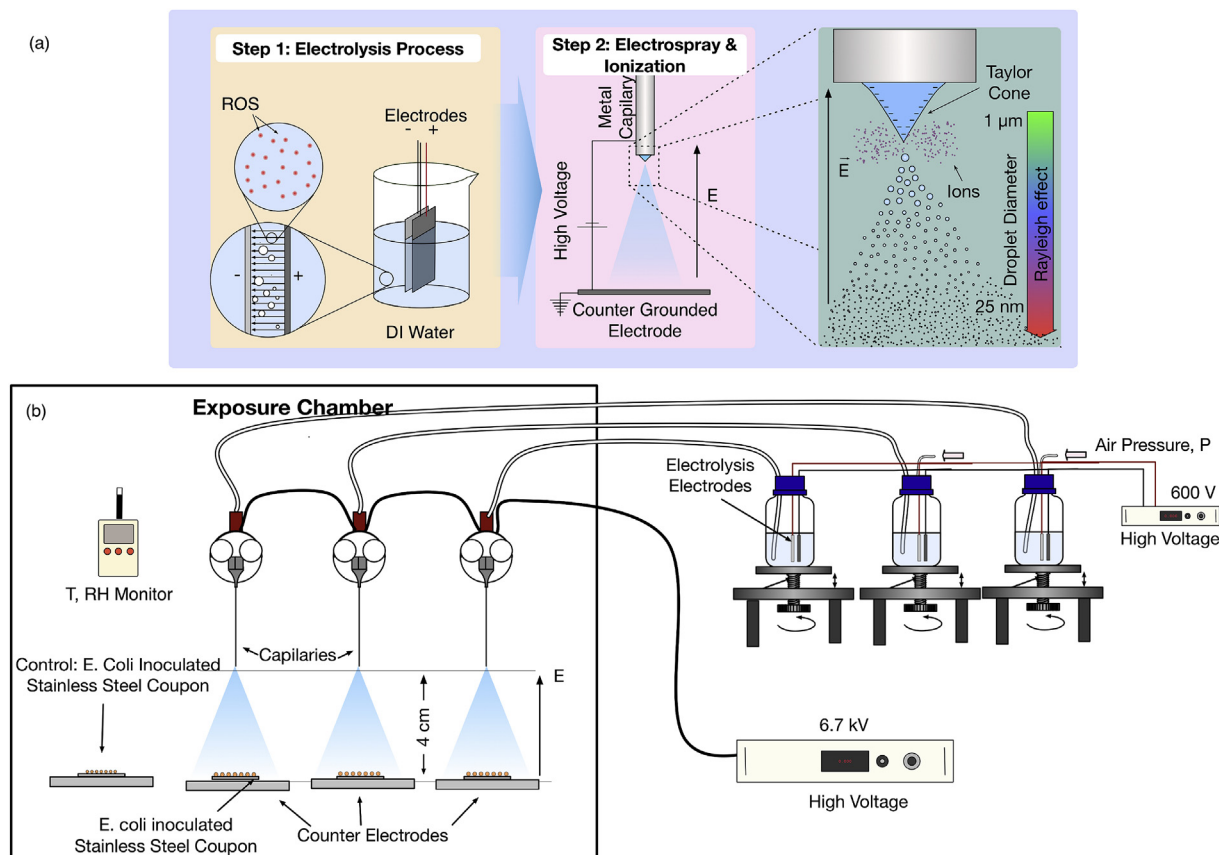 (a)
Step 1: Electrolysis Process
ROS
Electrodes
- +
- +
DI Water
Step 2: Electrospray &
Ionization
Metal
Capilary
High Voltage
E
Counter Grounded
Electrode
Taylor
Cone
E
Ions
1 µm
Droplet Diameter
Rayleigh effect
25 nm
(b)
Exposure Chamber
T, RH Monitor
Capilaries
Control: E. Coli Inoculated
Stainless Steel Coupon
E
4 cm
E. coli inoculated
Stainless Steel Coupon
Counter Electrodes
Electrolysis
Electrodes
Air Pressure, P
600 V
High Voltage
6.7 kV
High Voltage